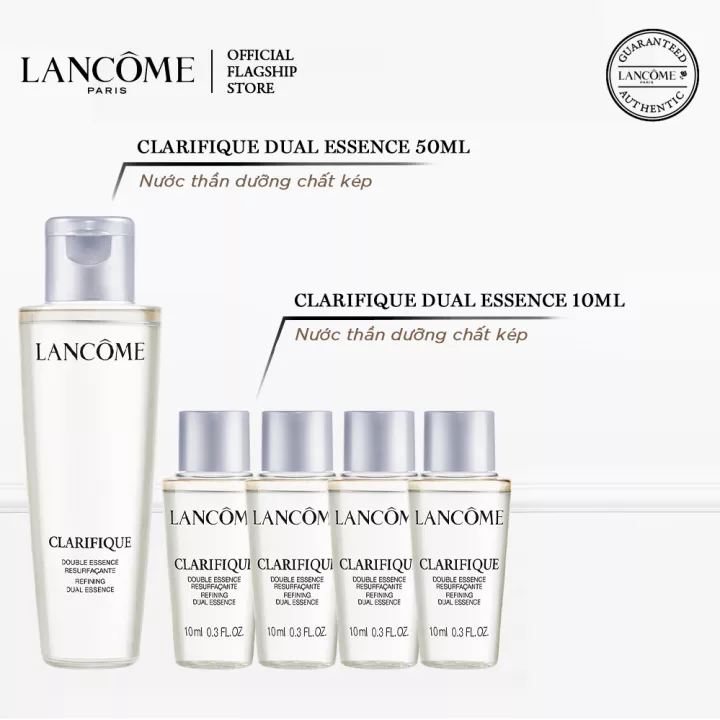 LANCÔME
PARIS
OFFICIAL
FLAGSHIP
STORE
GUARANTEED
LANCÔME
PARIS
AUTHENTIC
CLARIFIQUE DUAL ESSENCE 50ML
Nước thần dưỡng chất kép
CLARIFIQUE DUAL ESSENCE 10ML
Nước thần dưỡng chất kép
LANCÔME
CLARIFIQUE
DOUBLE ESSENCE
RESURFAÇANTE
REFINING
DUAL ESSENCE
LANCÔM
CLARIFIQUE
DOUBLE ESSENCE
RESURFAÇANTE
REFINING
DUAL ESSENCE
10ml 0.3 FL.OZ.
LANCÔM
CLARIFIQUE
DOUBLE ESSENCE
RESURFAÇANTE
REFINING
DUAL ESSENCE
10ml 0.3 FL.OZ.
LANCÔM
CLARIFIQUE
DOUBLE ESSENCE
RESURFAÇANTE
REFINING
DUAL ESSENCE
10ml 0.3 FL.OZ.
LANCÔME
CLARIFIQUE
DOUBLE ESSENCE
RESURFAÇANTE
REFINING
DUAL ESSENCE
10ml 0.3 FL.OZ.